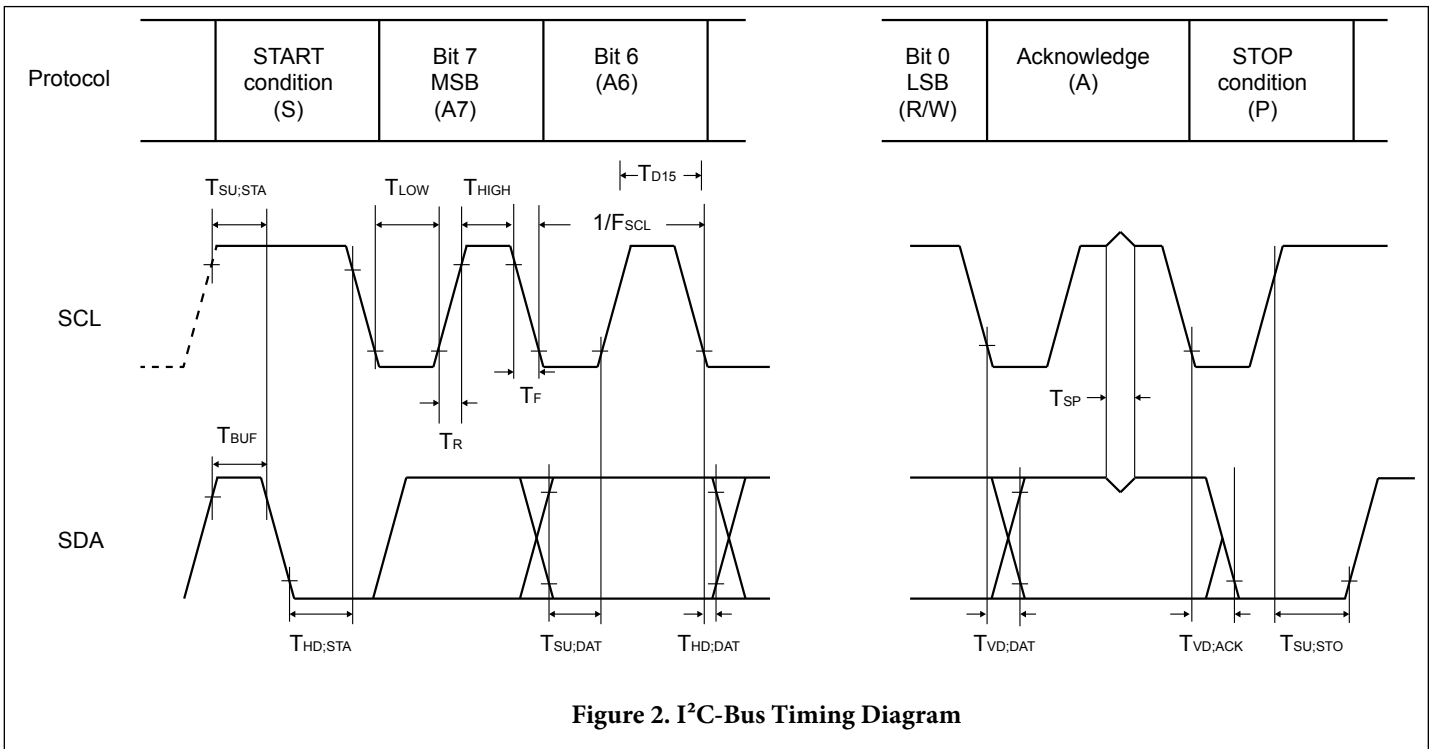 Protocol
START
condition
(S)
Bit 7
MSB
(A7)
Bit 6
(A6)
Bit 0
LSB
(R/W)
Acknowledge
(A)
STOP
condition
(P)
TSU;STA
TLOW
THIGH
TD15
1/FSCL
SCL
TF
TR
TSP
TBUF
SDA
THD;STA
TSU;DAT
THD;DAT
TVD;DAT
TVD;ACK
TSU;STO
Figure 2. I²C-Bus Timing Diagram